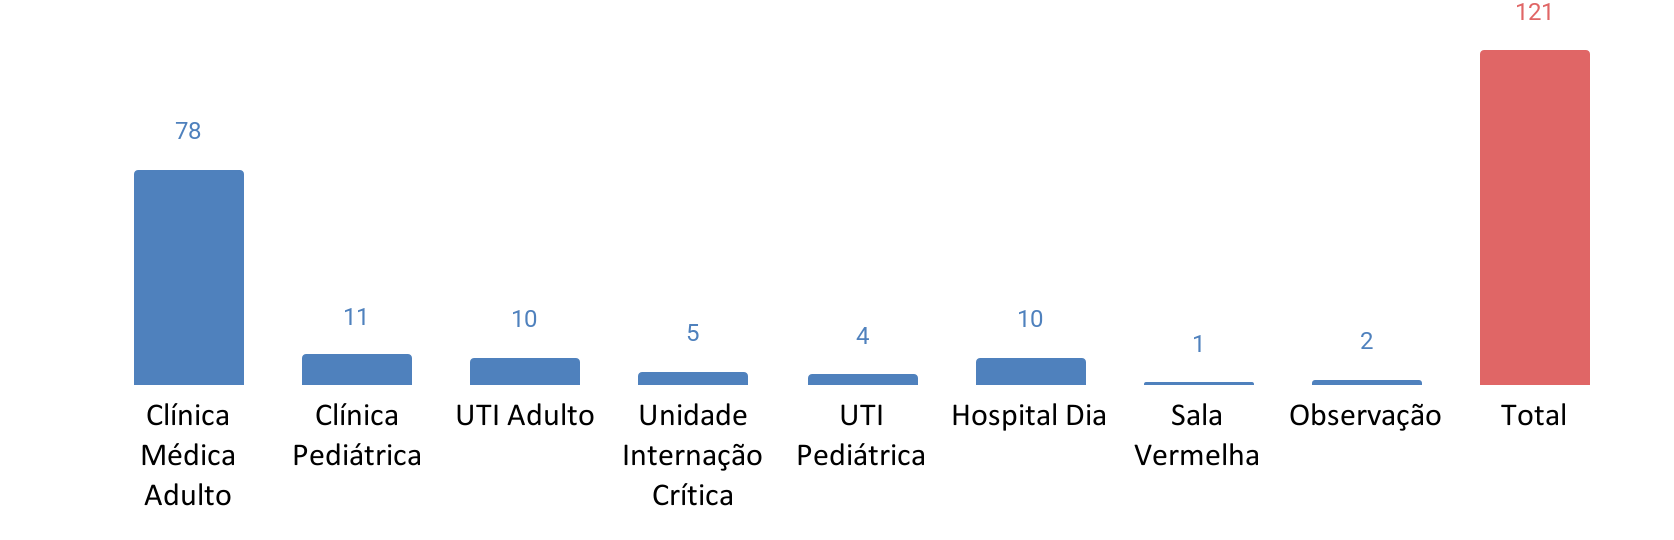 121
78
11
10
5
4
10
1
2
Clínica
Médica
Adulto
Clínica
Pediátrica
UTI Adulto
Unidade
Internação
Crítica
UTI
Pediátrica
Hospital Dia
Sala
Vermelha
Observação
Total